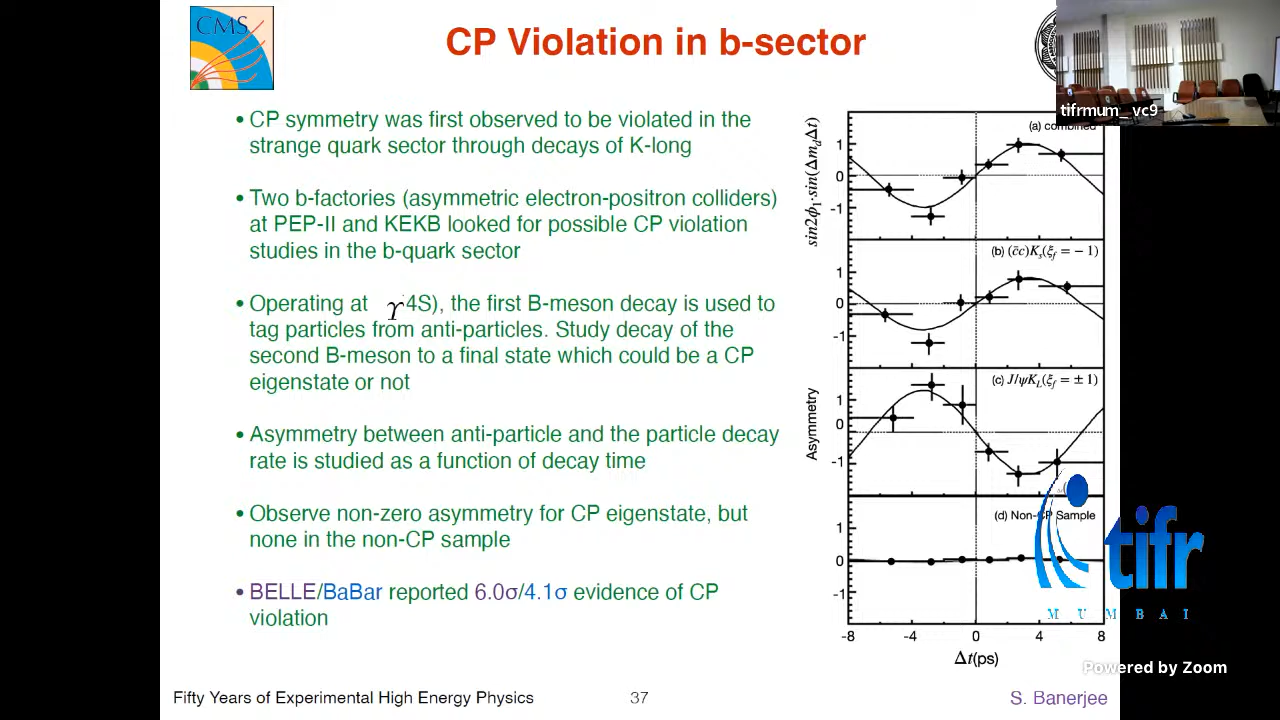 CMS
CP Violation in b-sector
tifrmum_ vc9
• CP symmetry was first observed to be violated in the
strange quark sector through decays of K-long
• Two b-factories (asymmetric electron-positron colliders)
at PEP-II and KEKB looked for possible CP violation
studies in the b-quark sector
• Operating at ϒ4S), the first B-meson decay is used to
tag particles from anti-particles. Study decay of the
second B-meson to a final state which could be a CP
eigenstate or not
• Asymmetry between anti-particle and the particle decay
rate is studied as a function of decay time
• Observe non-zero asymmetry for CP eigenstate, but
none in the non-CP sample
• BELLE/BaBar reported 6.0σ/4.1σ evidence of CP
violation
sin2ϕ₁·sin(Δm_dΔt)
Asymmetry
(a) combined
1
0
-1
(b) (c̄c)Kₛ(ξ_f = − 1)
1
0
-1
(c) J/ψK_L(ξ_f = ± 1)
1
0
-1
(d) Non-CP Sample
1
0
-1
-8 -4 0 4 8
Δt(ps)
tifr
MUMBAI
Powered by Zoom
Fifty Years of Experimental High Energy Physics 37 S. Banerjee